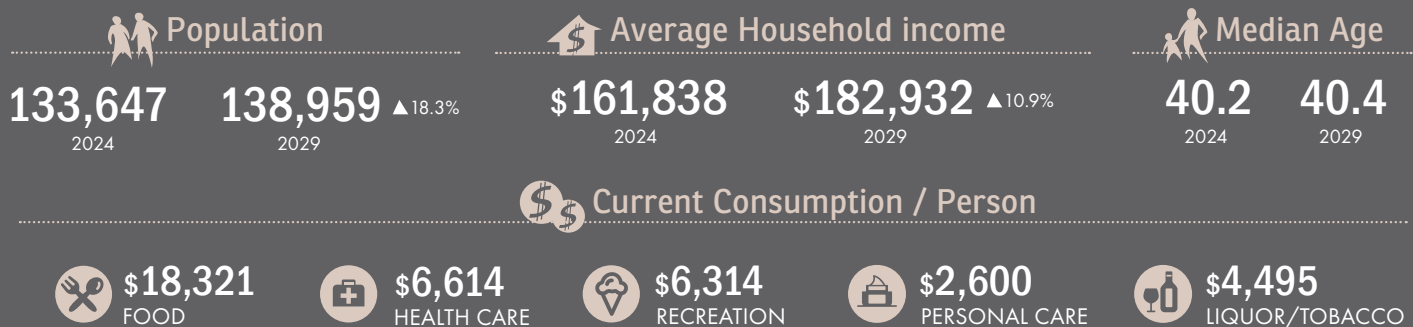 Population
133,647
2024
138,959 ▲18.3%
2029
Average Household income
$161,838
2024
$182,932 ▲10.9%
2029
Median Age
40.2
2024
40.4
2029
Current Consumption / Person
$18,321
FOOD
$6,614
HEALTH CARE
$6,314
RECREATION
$2,600
PERSONAL CARE
$4,495
LIQUOR/TOBACCO